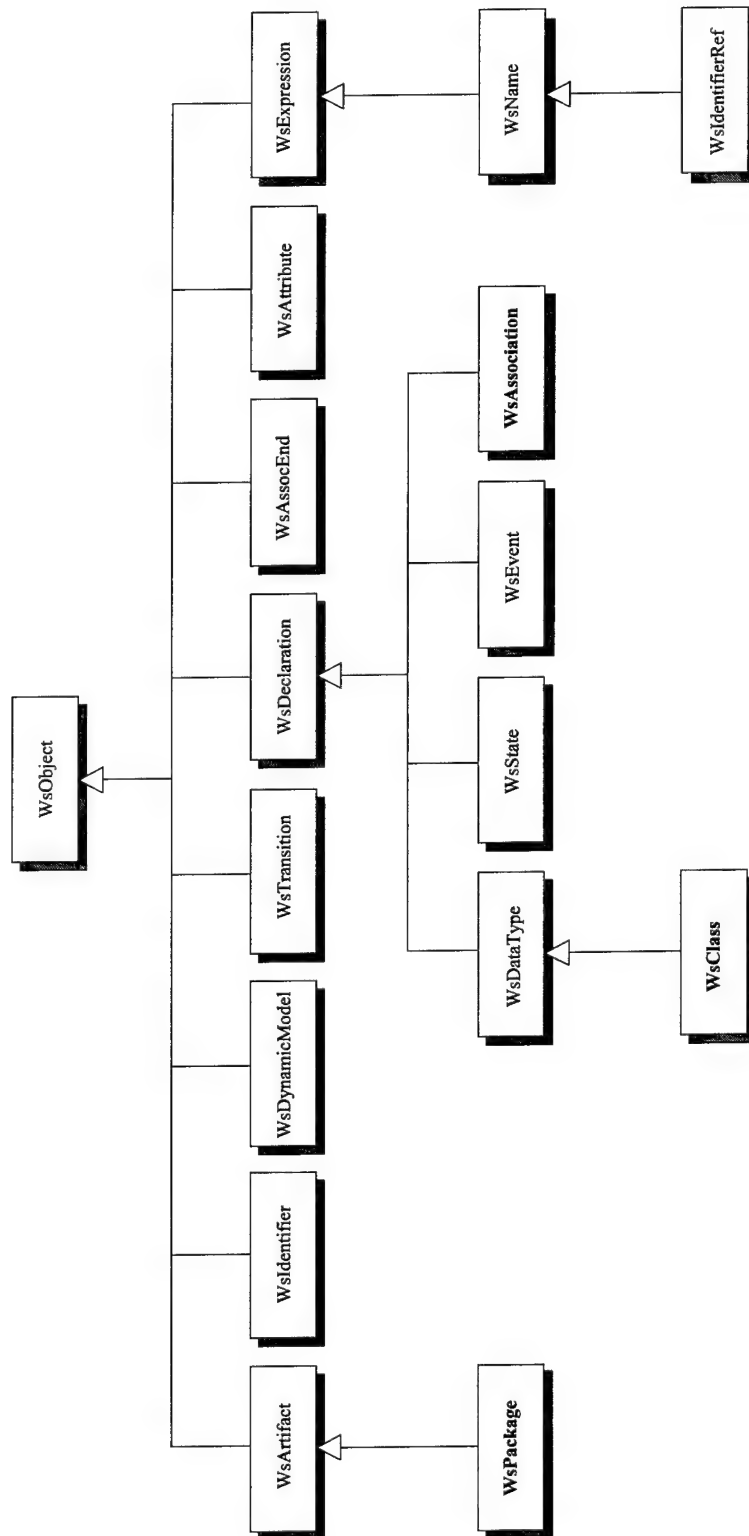 WsObject
WsArtifact
WsIdentifier
WsDynamicModel
WsTransition
WsDeclaration
WsAssocEnd
WsAttribute
WsExpression
WsPackage
WsDataType
WsState
WsEvent
WsAssociation
WsName
WsClass
WsIdentifierRef